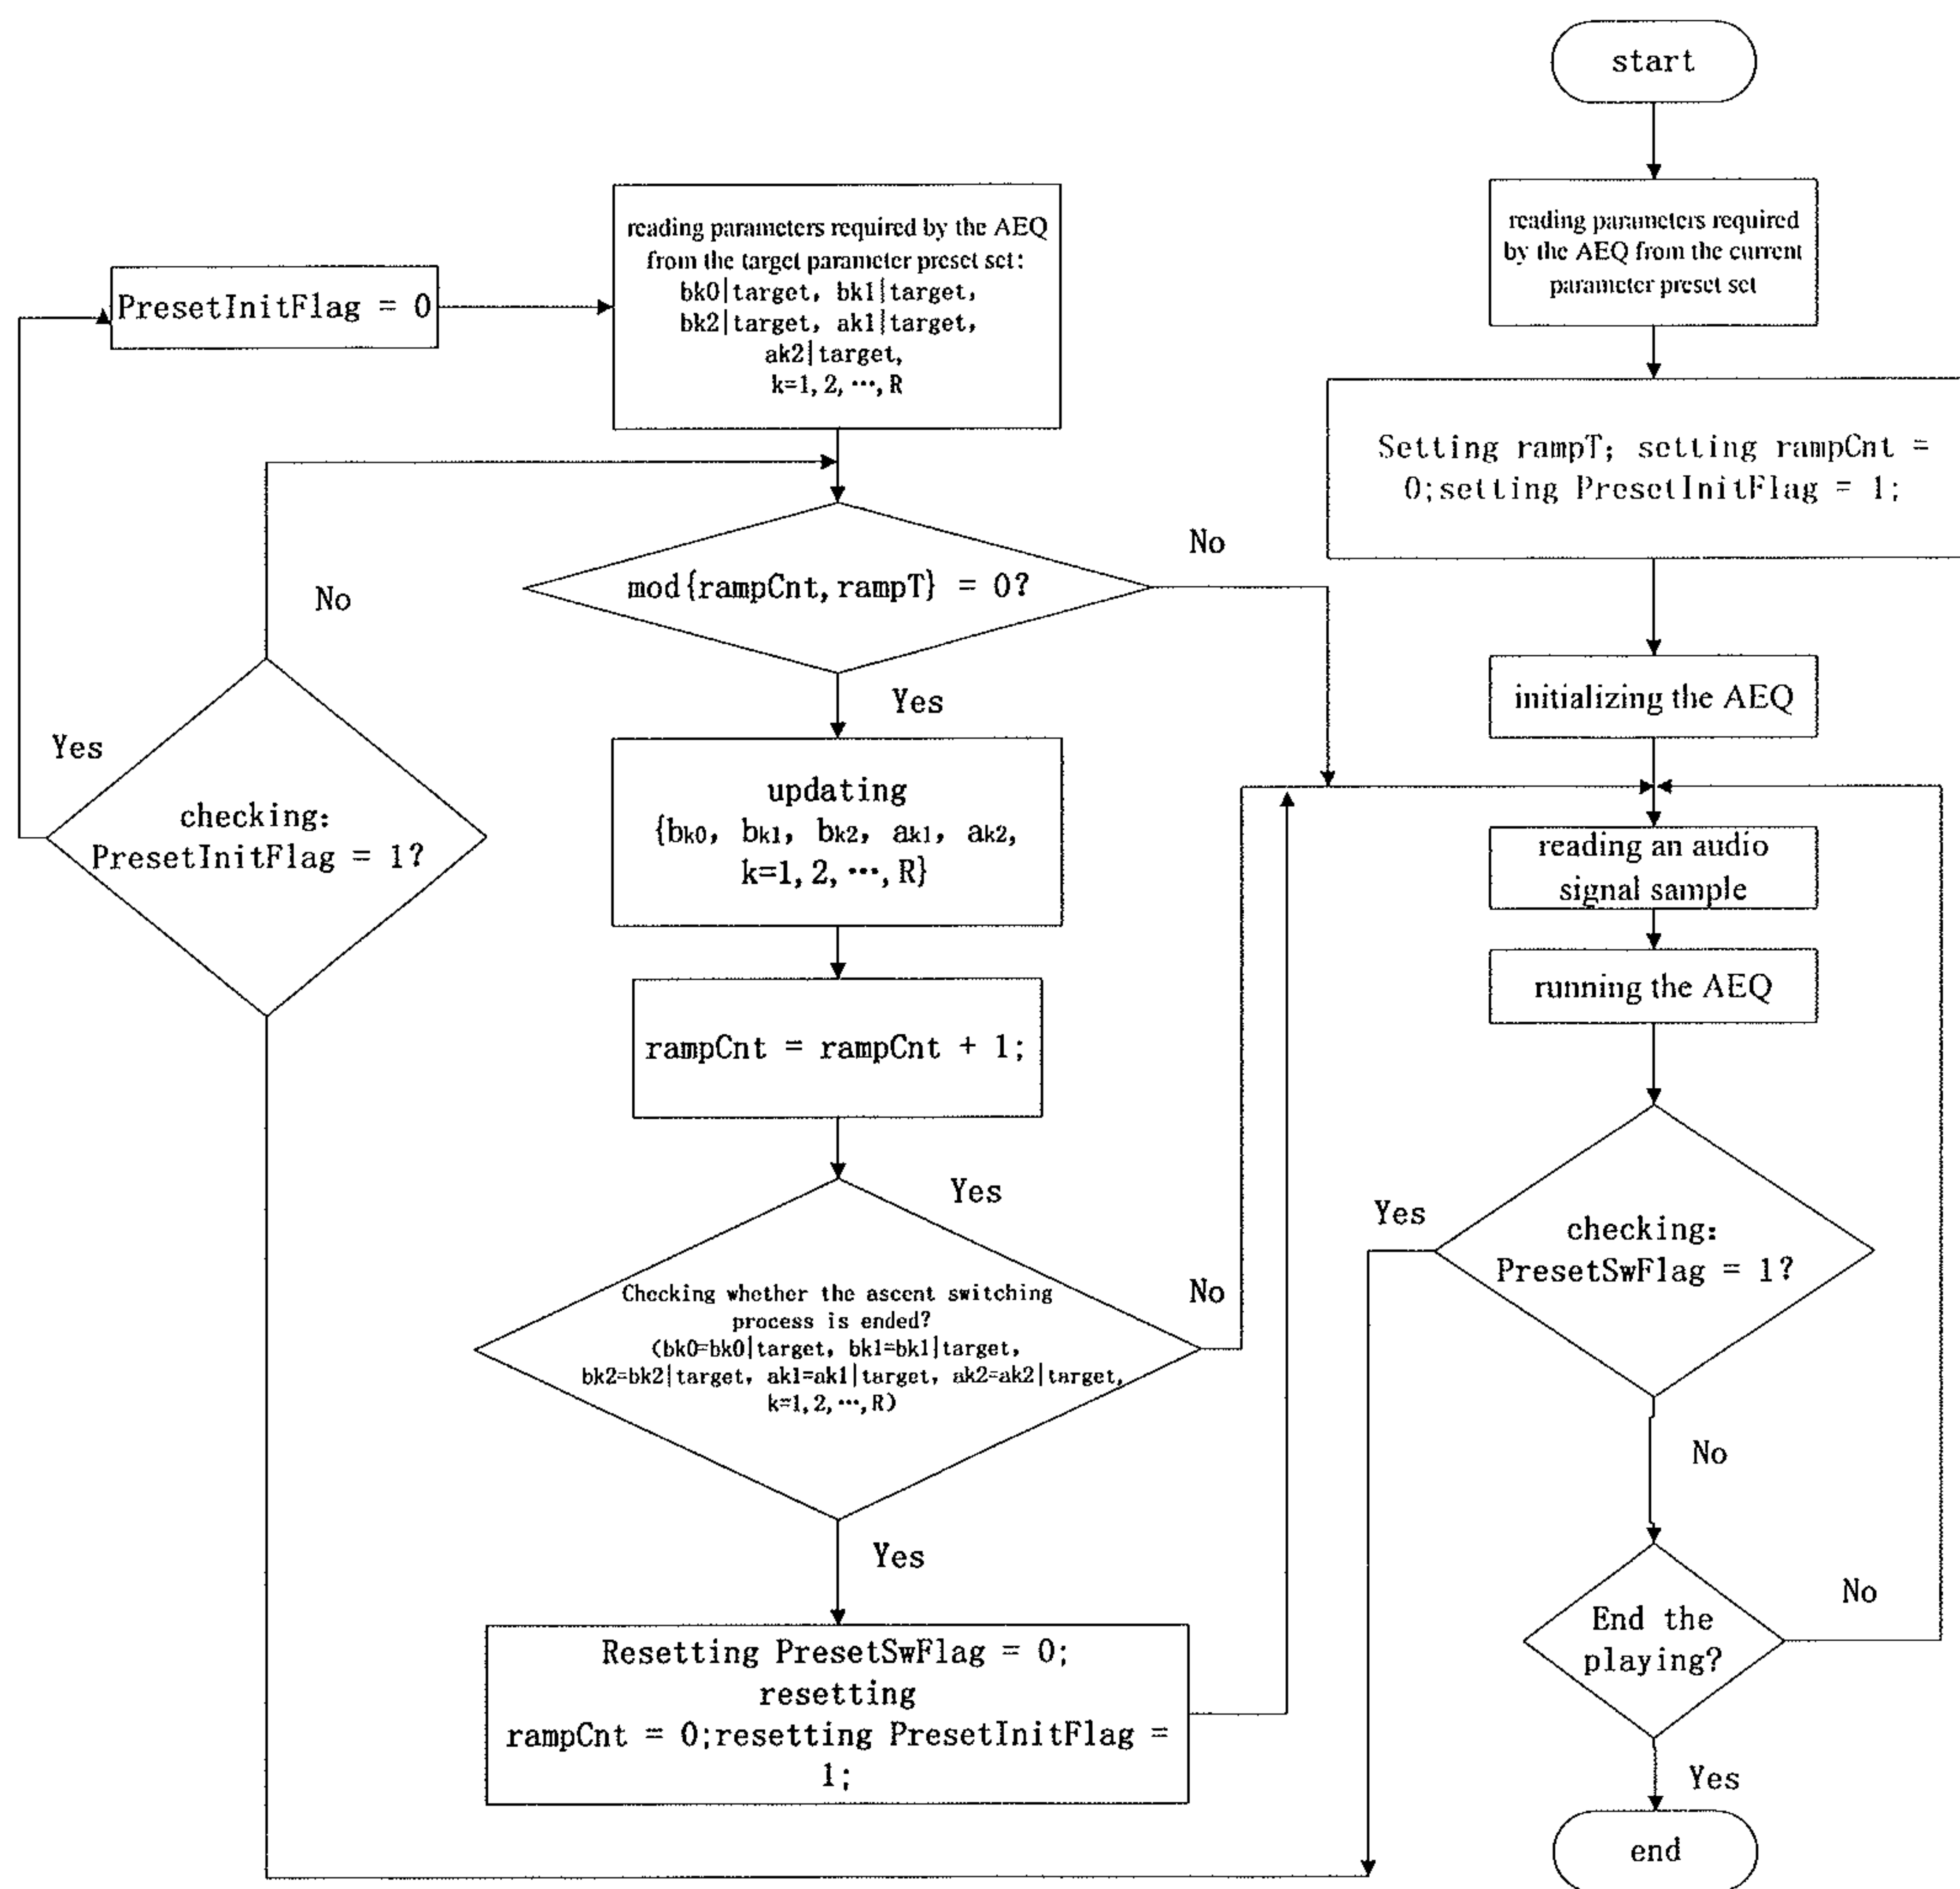 start
reading parameters required
by the AEQ from the current
parameter preset set
Setting rampT; setting rampCnt =
0;setting PresetInitFlag = 1;
initializing the AEQ
reading an audio
signal sample
running the AEQ
checking:
PresetSwFlag = 1?
Yes
No
End the
playing?
No
Yes
end
checking:
PresetInitFlag = 1?
Yes
No
PresetInitFlag = 0
reading parameters required by the AEQ
from the target parameter preset set:
bk0|target, bk1|target,
bk2|target, ak1|target,
ak2|target,
k=1,2,…,R
mod{rampCnt,rampT} = 0?
No
Yes
updating
{bk0, bk1, bk2, ak1, ak2,
k=1,2,…,R}
rampCnt = rampCnt + 1;
Yes
Checking whether the ascent switching
process is ended?
(bk0=bk0|target, bk1=bk1|target,
bk2=bk2|target, ak1=ak1|target, ak2=ak2|target,
k=1,2,…,R)
No
Yes
Resetting PresetSwFlag = 0;
resetting
rampCnt = 0;resetting PresetInitFlag =
1;